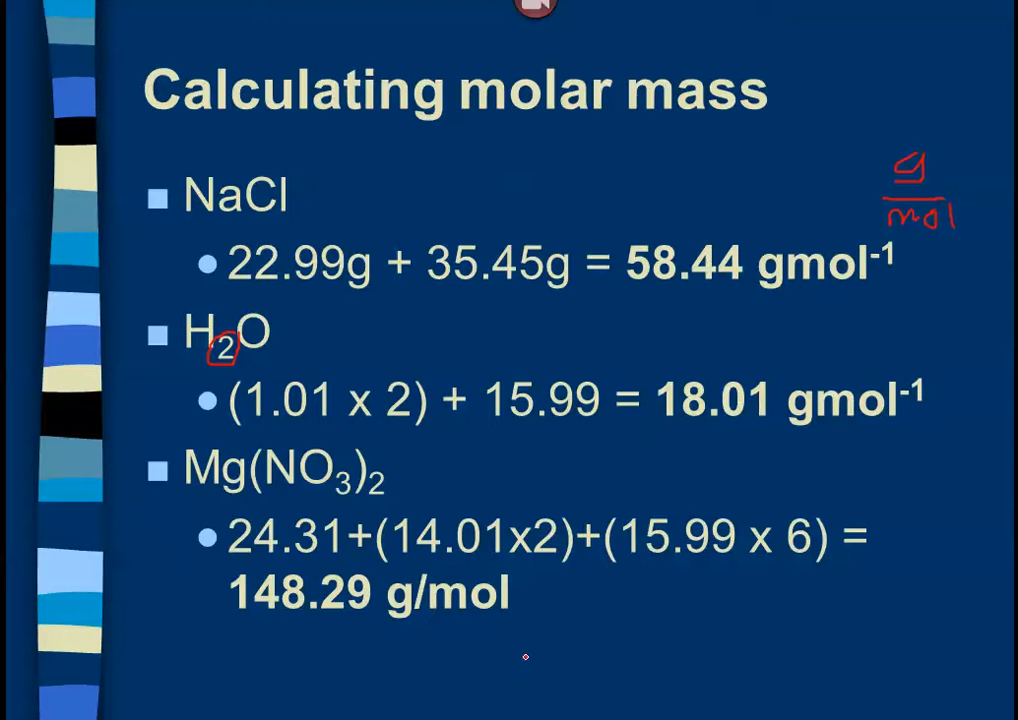 Calculating molar mass
NaCl
g
mol
22.99g + 35.45g = 58.44 gmol⁻¹
H₂O
(1.01 x 2) + 15.99 = 18.01 gmol⁻¹
Mg(NO₃)₂
24.31+(14.01x2)+(15.99 x 6) =
148.29 g/mol